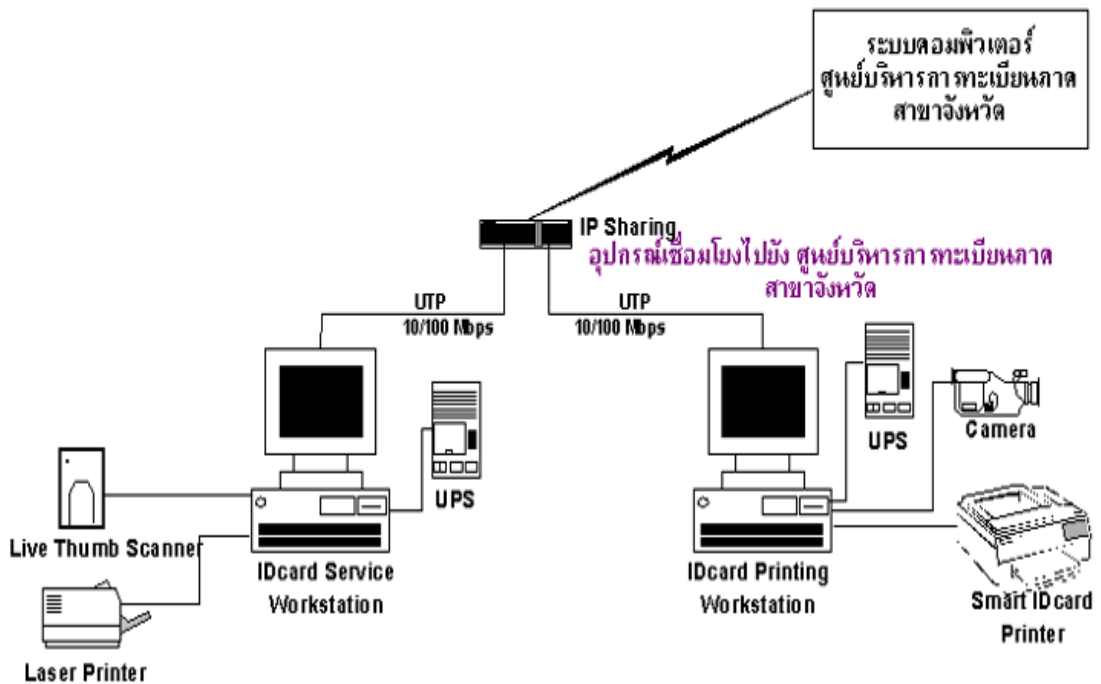 ระบบคอมพิวเตอร์
ศูนย์บริหารการทะเบียนภาค
สาขาจังหวัด
IP Sharing
อุปกรณ์เชื่อมโยงไปยัง ศูนย์บริหารการทะเบียนภาค
สาขาจังหวัด
UTP
10/100 Mbps
UTP
10/100 Mbps
UPS
UPS
Camera
Live Thumb Scanner
IDcard Service
Workstation
IDcard Printing
Workstation
Smart IDcard
Printer
Laser Printer